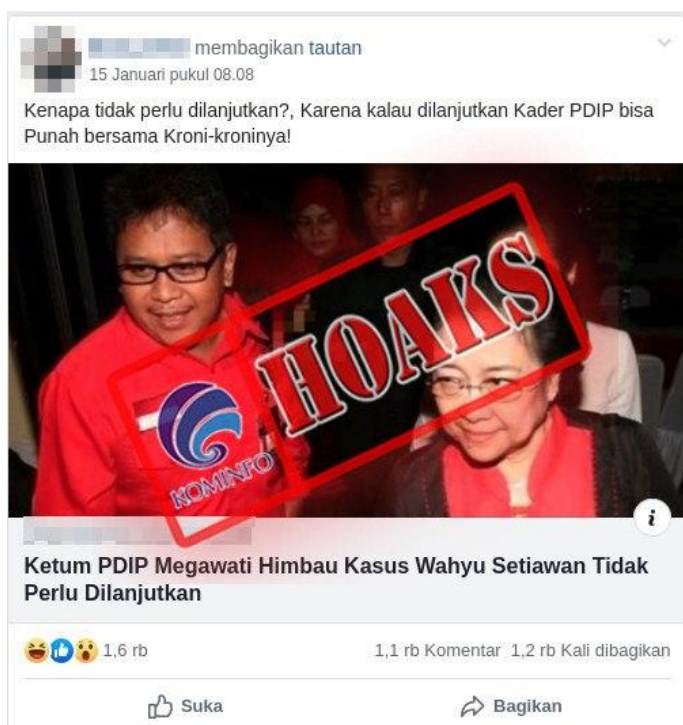 membagikan tautan
15 Januari pukul 08.08
Kenapa tidak perlu dilanjutkan?, Karena kalau dilanjutkan Kader PDIP bisa
Punah bersama Kroni-kroninya!
HOAKS
KOMINFO
i
Ketum PDIP Megawati Himbau Kasus Wahyu Setiawan Tidak
Perlu Dilanjutkan
1,6 rb
1,1 rb Komentar 1,2 rb Kali dibagikan
Suka
Bagikan